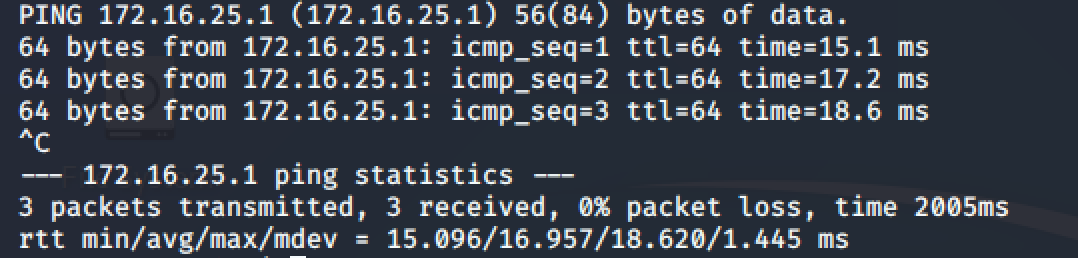 PING 172.16.25.1 (172.16.25.1) 56(84) bytes of data.
64 bytes from 172.16.25.1: icmp_seq=1 ttl=64 time=15.1 ms
64 bytes from 172.16.25.1: icmp_seq=2 ttl=64 time=17.2 ms
64 bytes from 172.16.25.1: icmp_seq=3 ttl=64 time=18.6 ms
^C
--- 172.16.25.1 ping statistics ---
3 packets transmitted, 3 received, 0% packet loss, time 2005ms
rtt min/avg/max/mdev = 15.096/16.957/18.620/1.445 ms